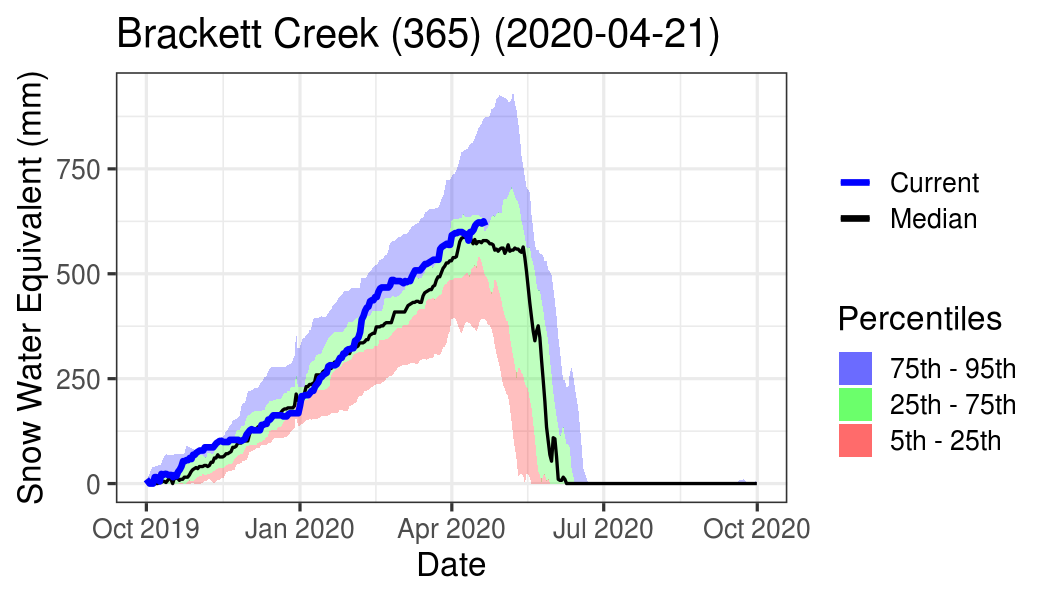 Brackett Creek (365) (2020-04-21)
Snow Water Equivalent (mm)
750
500
250
0
Oct 2019
Jan 2020
Apr 2020
Jul 2020
Oct 2020
Date
Current
Median
Percentiles
75th - 95th
25th - 75th
5th - 25th